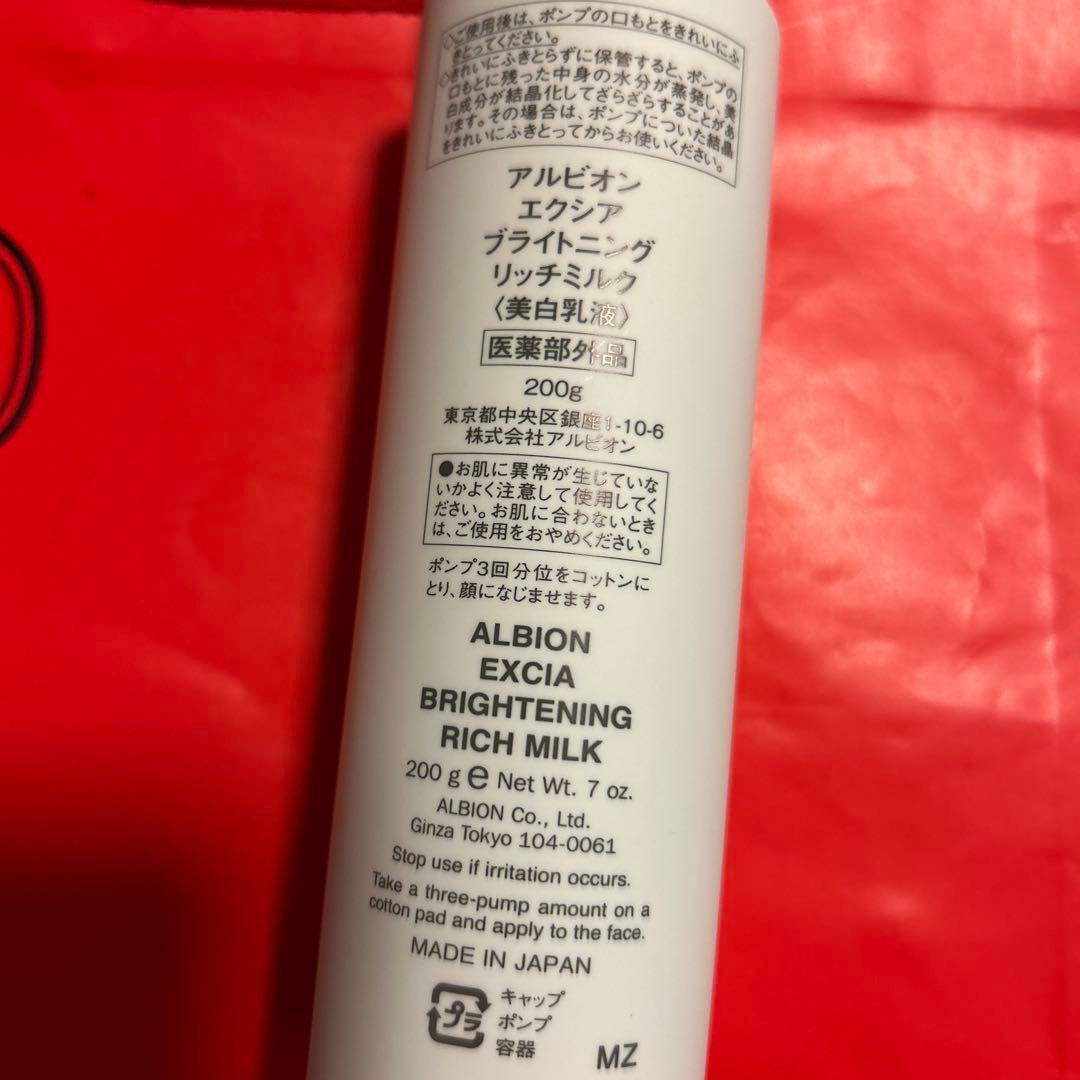 ◇ご使用後は、ポンプの口もとをきれいにふ
きとってください。
◇きれいにふきとらずに保管すると、ポンプの
口もとに残った中身の水分が蒸発し、美
白成分が結晶化してざらざらすることがあ
ります。その場合は、ポンプについた結晶
をきれいにふきとってからお使いください。
アルビオン
エクシア
ブライトニング
リッチミルク
〈美白乳液〉
医薬部外品
200g
東京都中央区銀座1-10-6
株式会社アルビオン
●お肌に異常が生じていな
いかよく注意して使用してく
ださい。お肌に合わないとき
は、ご使用をおやめください。
ポンプ3回分位をコットンに
とり、顔になじませます。
ALBION
EXCIA
BRIGHTENING
RICH MILK
200 g e Net Wt. 7 oz.
ALBION Co., Ltd.
Ginza Tokyo 104-0061
Stop use if irritation occurs.
Take a three-pump amount on a
cotton pad and apply to the face.
MADE IN JAPAN
プラ
キャップ
ポンプ
容器
MZ